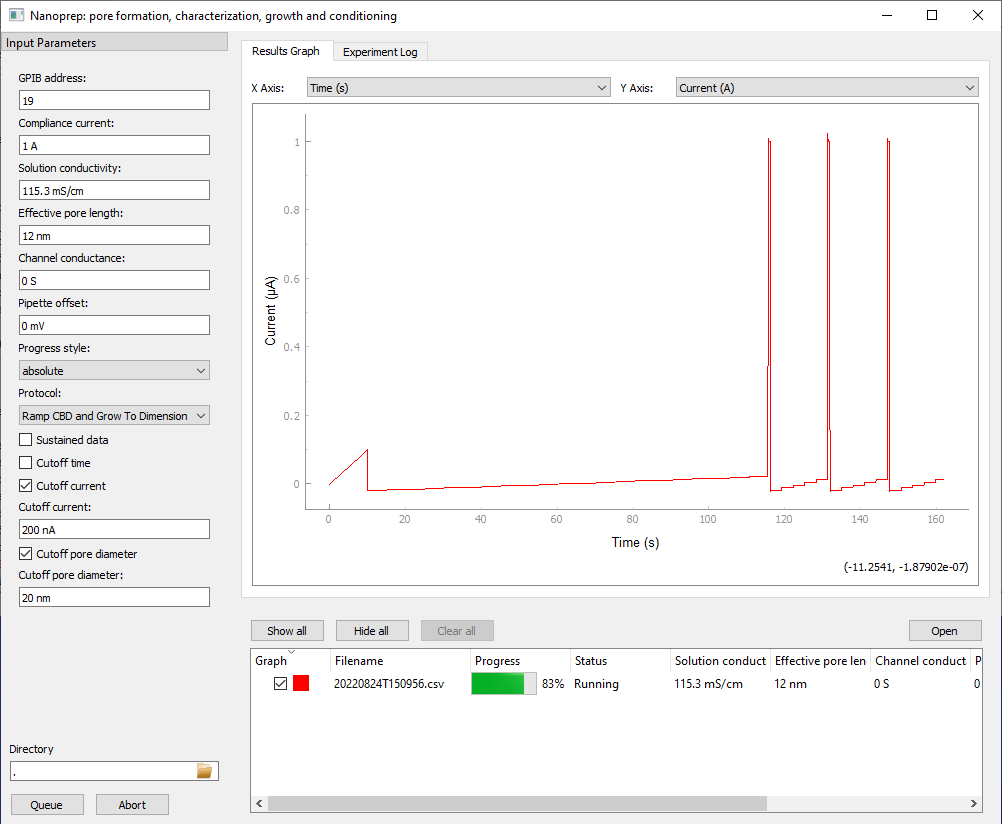 Nanoprep: pore formation, characterization, growth and conditioning
Input Parameters
GPIB address:
19
Compliance current:
1 A
Solution conductivity:
115.3 mS/cm
Effective pore length:
12 nm
Channel conductance:
0 S
Pipette offset:
0 mV
Progress style:
absolute
Protocol:
Ramp CBD and Grow To Dimension
Sustained data
Cutoff time
Cutoff current
Cutoff current:
200 nA
Cutoff pore diameter
Cutoff pore diameter:
20 nm
Directory
.
Queue Abort
Results Graph Experiment Log
X Axis: Time (s) Y Axis: Current (A)
1
0.8
0.6
0.4
0.2
0
Current (µA)
0 20 40 60 80 100 120 140 160
Time (s)
(-11.2541, -1.87902e-07)
Show all Hide all Clear all Open
Graph Filename Progress Status Solution conduct Effective pore len Channel conduct P
20220824T150956.csv 83% Running 115.3 mS/cm 12 nm 0 S 0